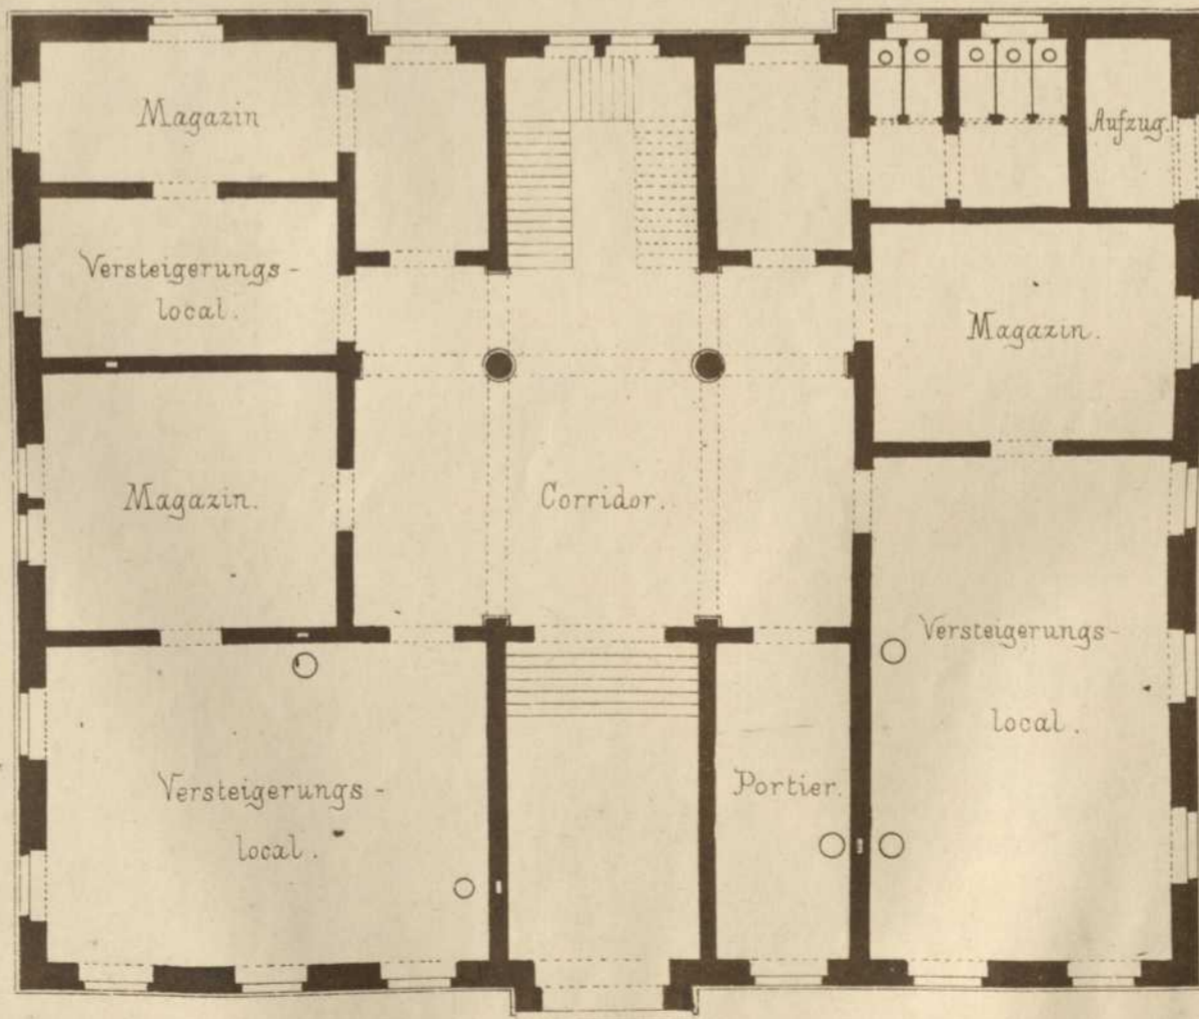 Magazin
Aufzug.
Versteigerungs-
local.
Magazin.
Magazin.
Corridor.
Versteigerungs-
local.
Versteigerungs-
local.
Portier.